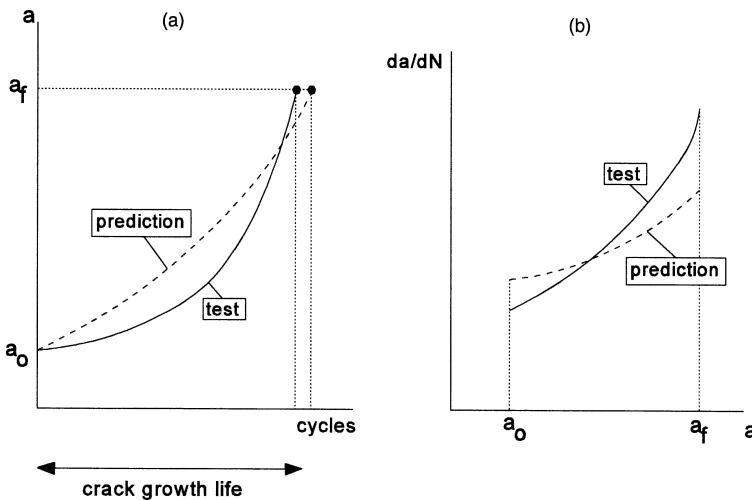 (a)
a
af
prediction
test
ao
cycles
crack growth life
(b)
da/dN
test
prediction
ao
af
a